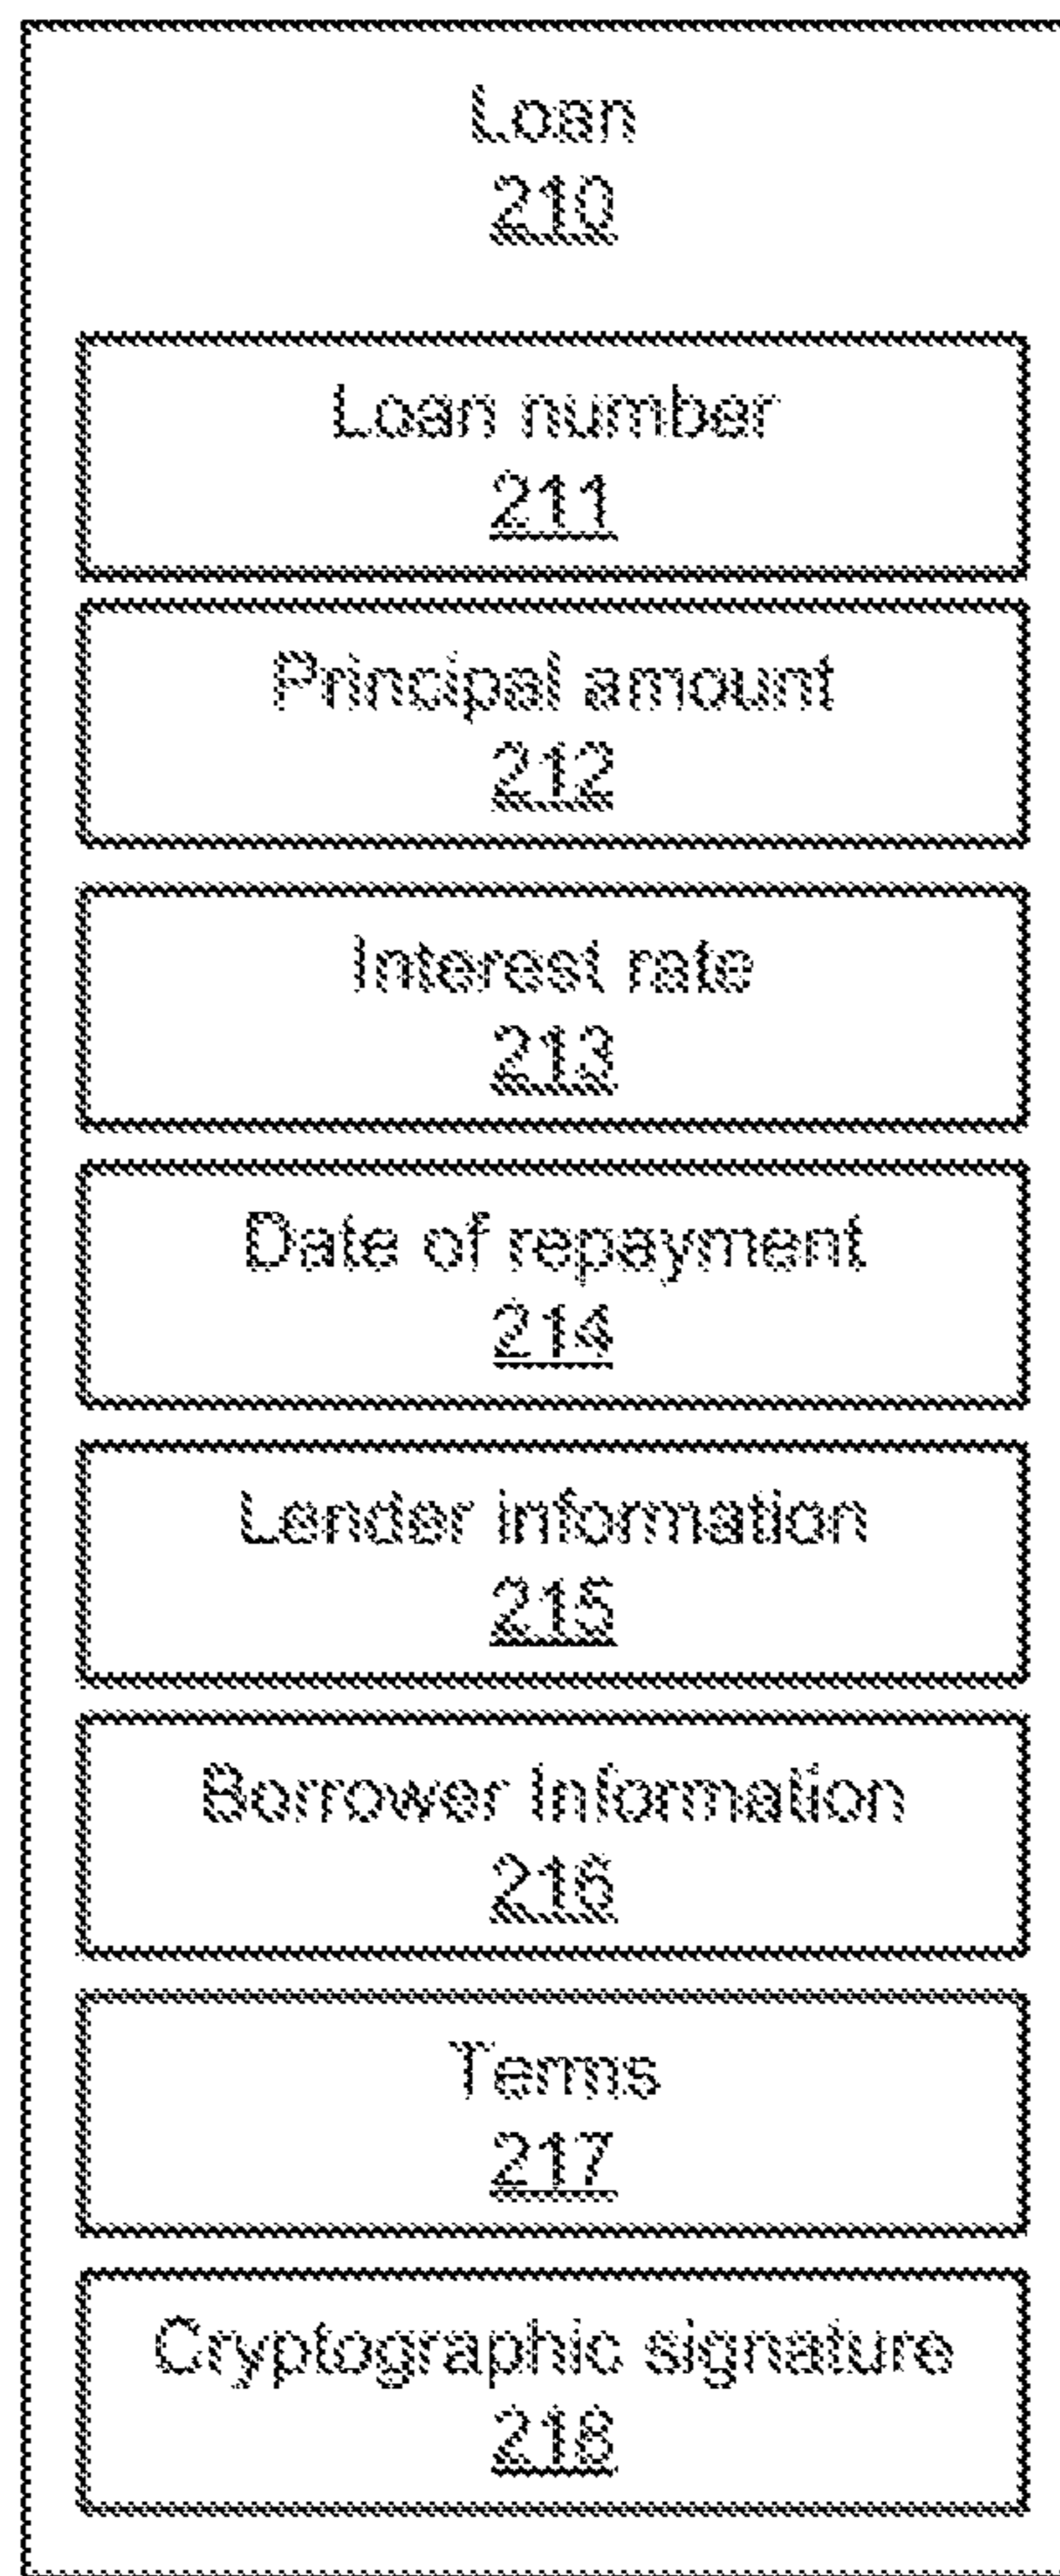 Loan
210
Loan number
211
Principal amount
212
Interest rate
213
Date of repayment
214
Lender information
215
Borrower Information
216
Terms
217
Cryptographic signature
218